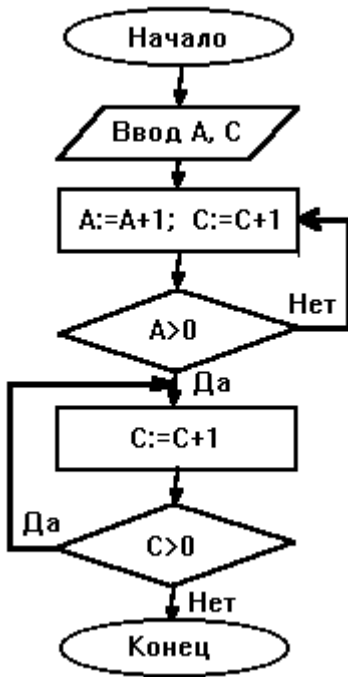 Начало
Ввод A, C
A:=A+1; C:=C+1
A>0
Нет
Да
C:=C+1
Да
C>0
Нет
Конец